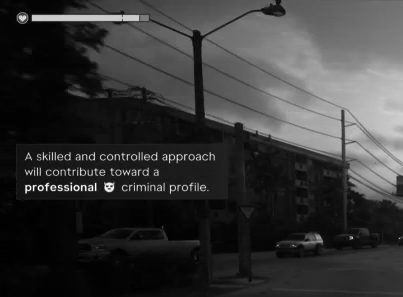 A skilled and controlled approach
will contribute toward a
professional criminal profile.